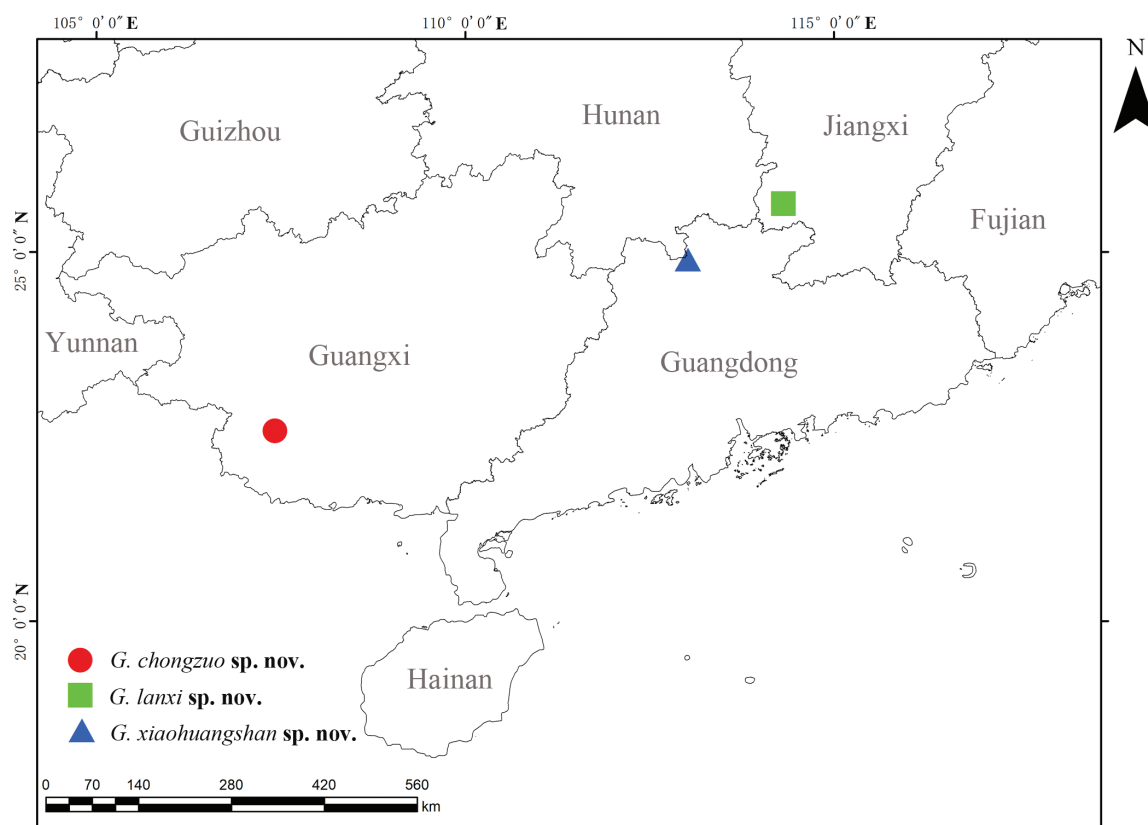 105° 0'0"E 110° 0'0"E 115° 0'0"E
N
Hunan
Jiangxi
Guizhou
Fujian
25° 0'0"N
Yunnan
Guangxi
Guangdong
20° 0'0"N
G. chongzuo sp. nov.
Hainan
G. lanxi sp. nov.
G. xiaohuangshan sp. nov.
0 70 140 280 420 560
km